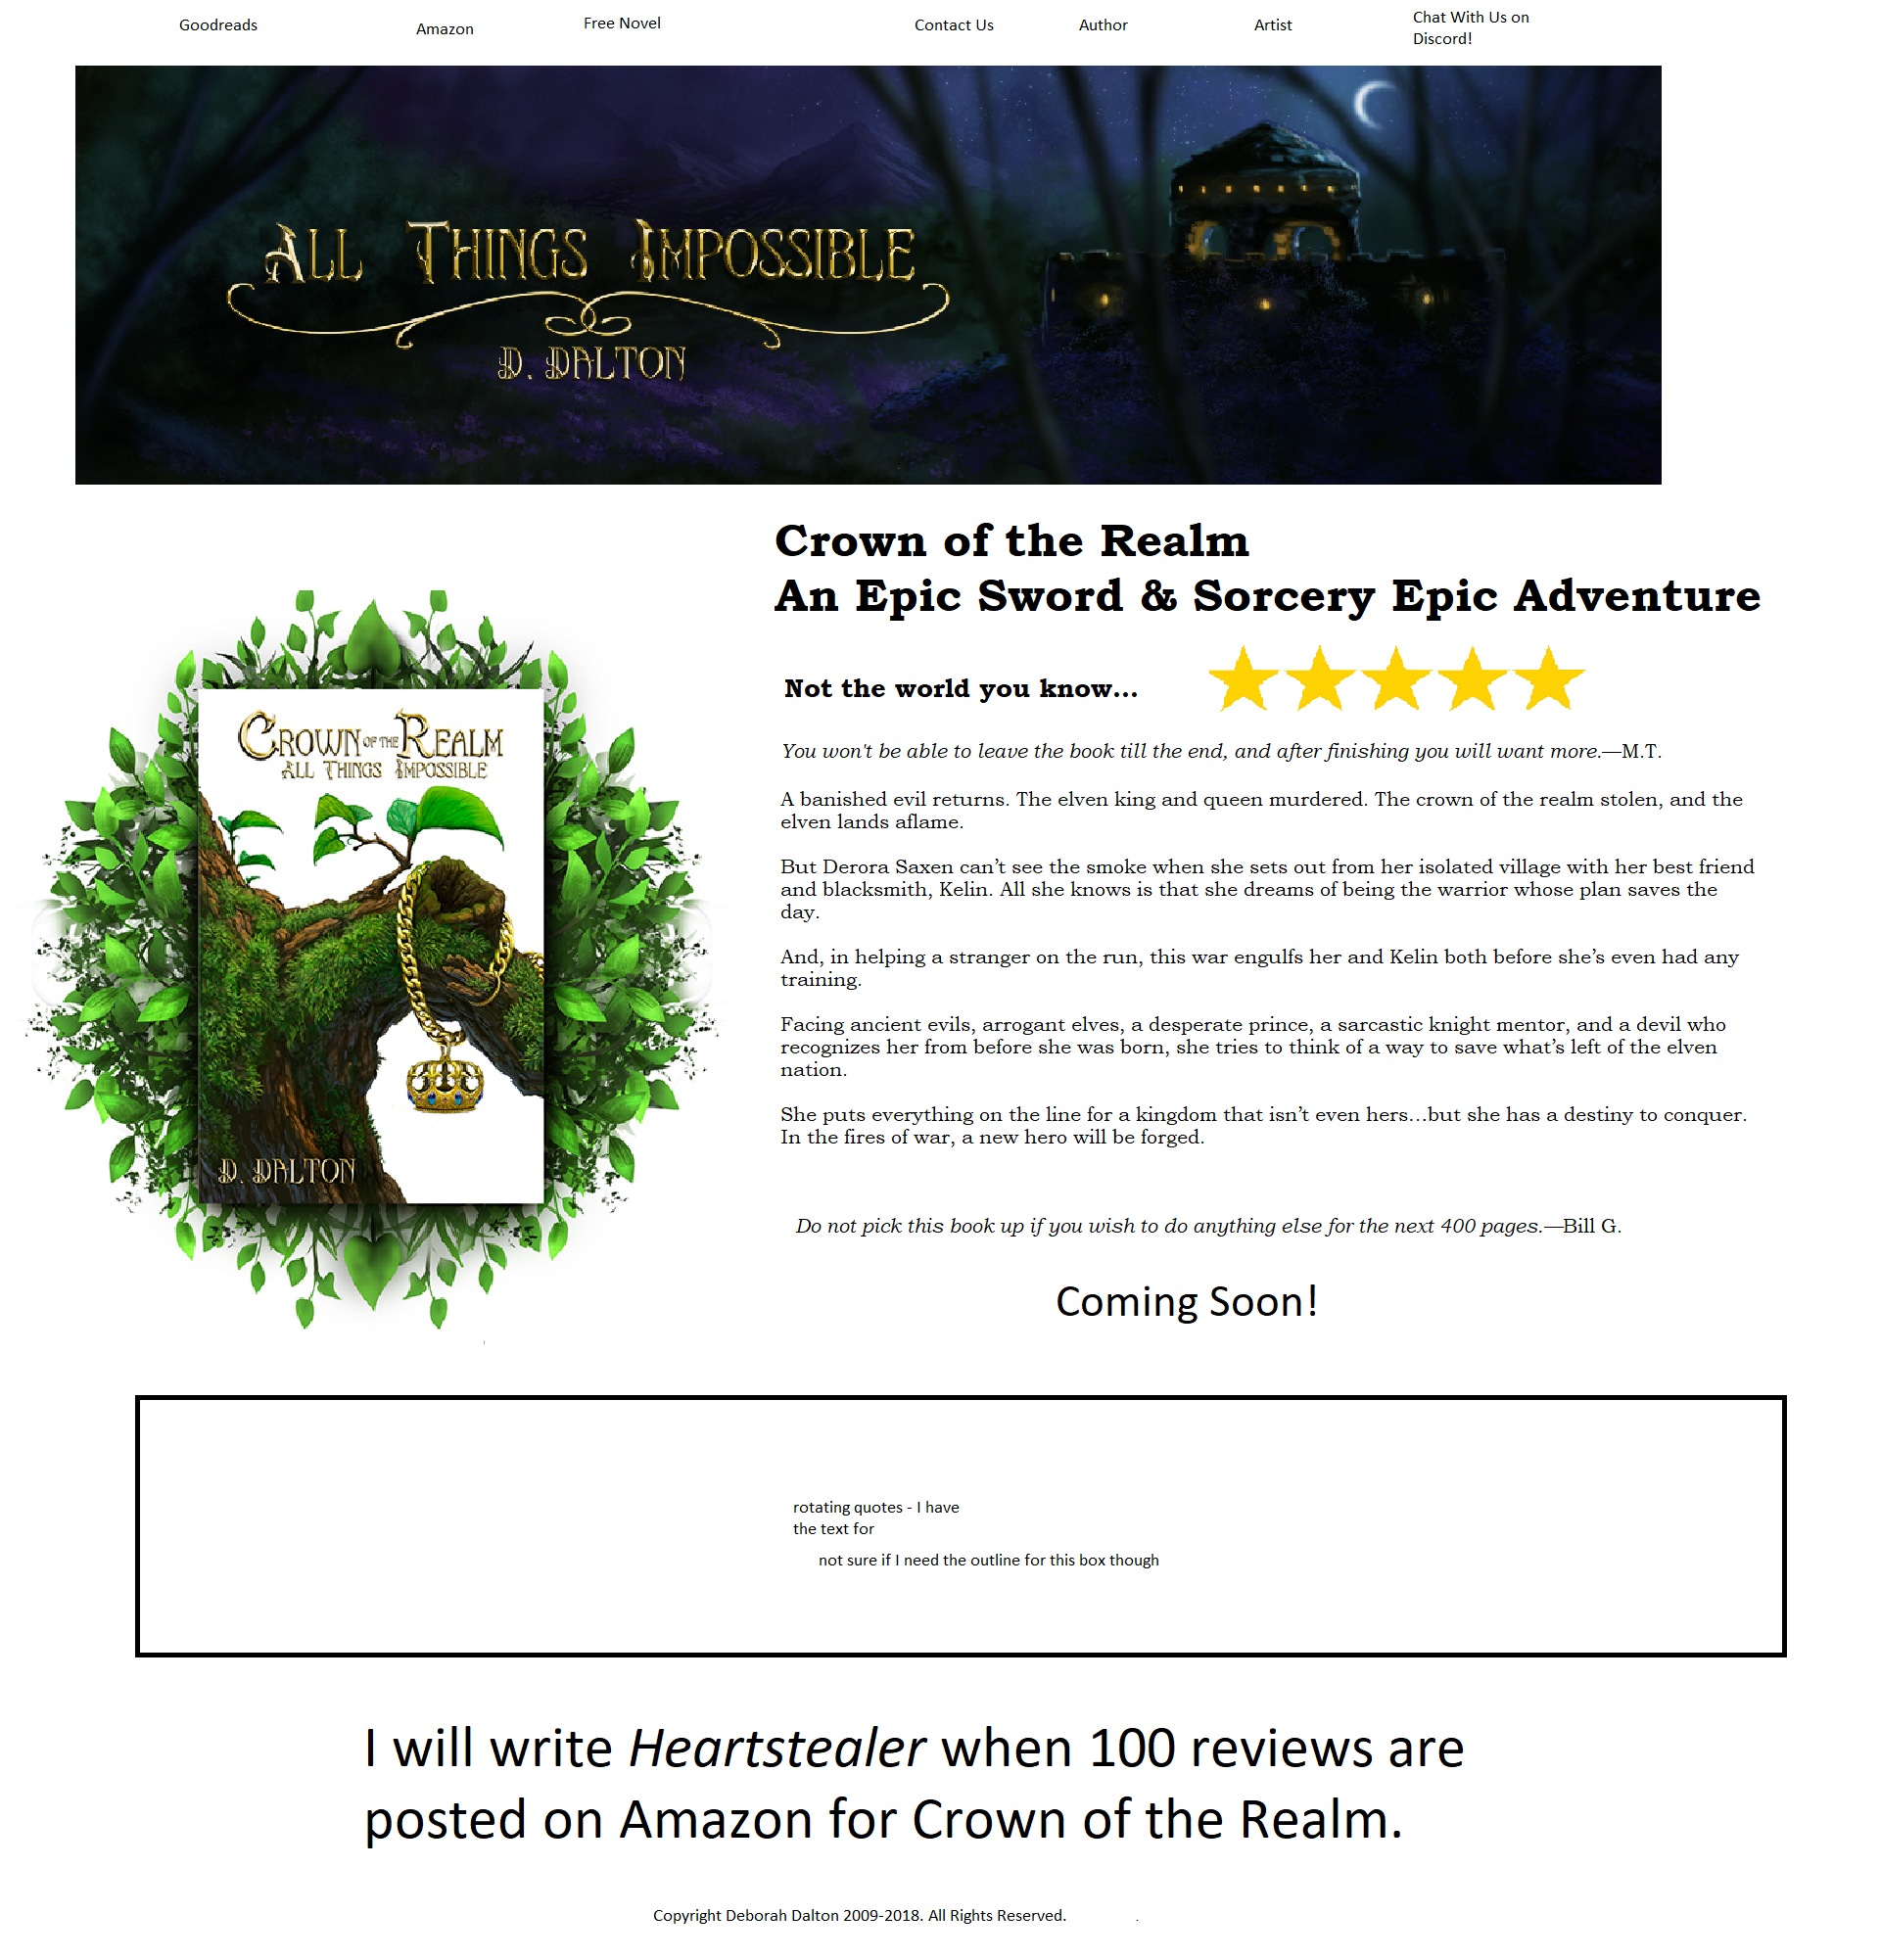 Goodreads
Amazon
Free Novel
Contact Us
Author
Artist
Chat With Us on
Discord!
ALL THINGS IMPOSSIBLE
D. DALTON
Crown of the Realm
An Epic Sword & Sorcery Epic Adventure
Not the world you know...
You won't be able to leave the book till the end, and after finishing you will want more.—M.T.
A banished evil returns. The elven king and queen murdered. The crown of the realm stolen, and the
elven lands aflame.
But Derora Saxen can’t see the smoke when she sets out from her isolated village with her best friend
and blacksmith, Kelin. All she knows is that she dreams of being the warrior whose plan saves the
day.
And, in helping a stranger on the run, this war engulfs her and Kelin both before she’s even had any
training.
Facing ancient evils, arrogant elves, a desperate prince, a sarcastic knight mentor, and a devil who
recognizes her from before she was born, she tries to think of a way to save what’s left of the elven
nation.
She puts everything on the line for a kingdom that isn’t even hers…but she has a destiny to conquer.
In the fires of war, a new hero will be forged.
Do not pick this book up if you wish to do anything else for the next 400 pages.—Bill G.
Coming Soon!
CROWN OF THE REALM
ALL THINGS IMPOSSIBLE
D. DALTON
rotating quotes - I have
the text for
not sure if I need the outline for this box though
I will write Heartstealer when 100 reviews are
posted on Amazon for Crown of the Realm.
Copyright Deborah Dalton 2009-2018. All Rights Reserved.